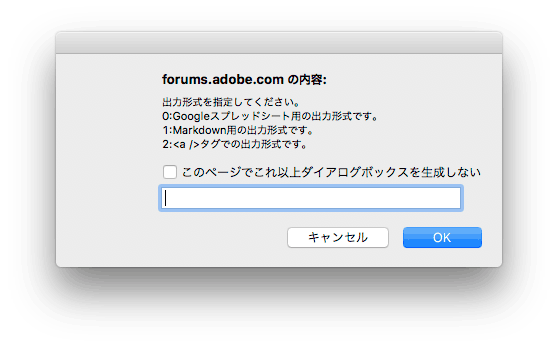 forums.adobe.com の内容:
出力形式を指定してください。
0:Googleスプレッドシート用の出力形式です。
1:Markdown用の出力形式です。
2:<a />タグでの出力形式です。
このページでこれ以上ダイアログボックスを生成しない
キャンセル
OK